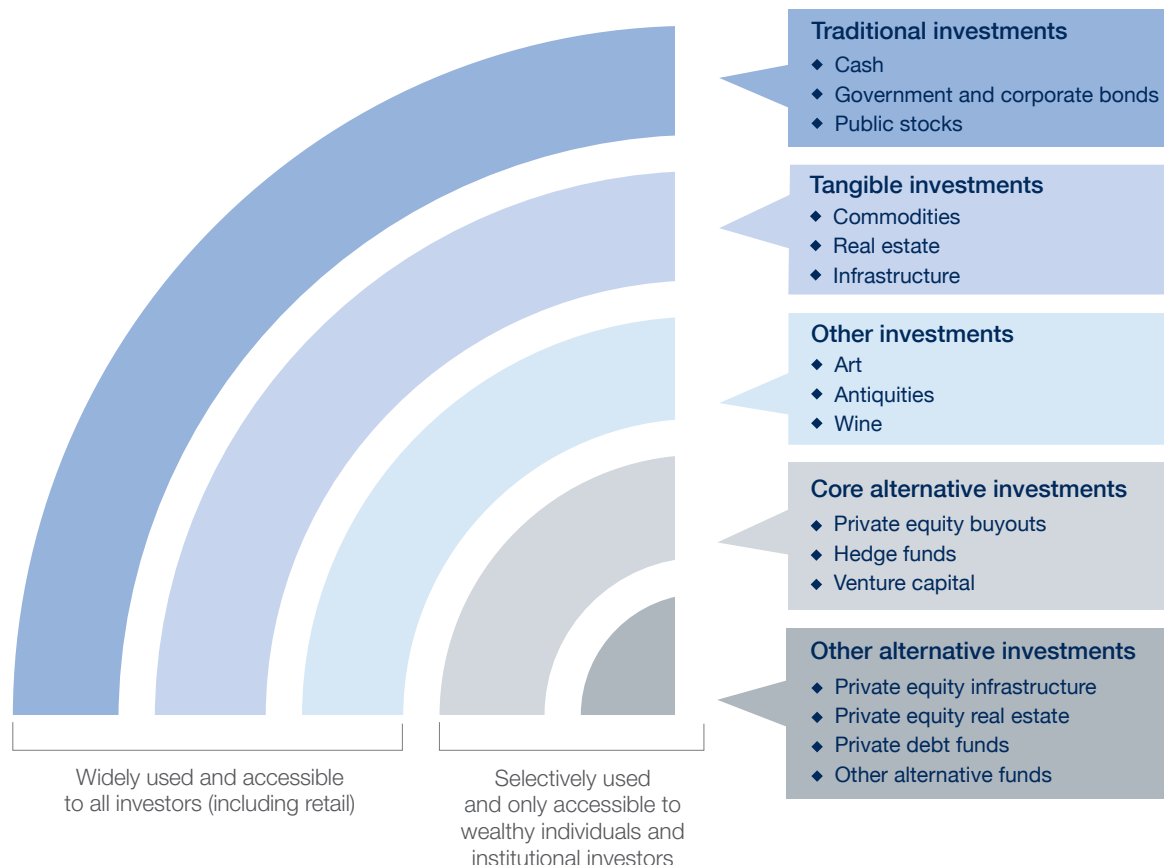 Traditional investments
◆ Cash
◆ Government and corporate bonds
◆ Public stocks
Tangible investments
◆ Commodities
◆ Real estate
◆ Infrastructure
Other investments
◆ Art
◆ Antiquities
◆ Wine
Core alternative investments
◆ Private equity buyouts
◆ Hedge funds
◆ Venture capital
Other alternative investments
◆ Private equity infrastructure
◆ Private equity real estate
◆ Private debt funds
◆ Other alternative funds
Widely used and accessible
to all investors (including retail)
Selectively used
and only accessible to
wealthy individuals and
institutional investors